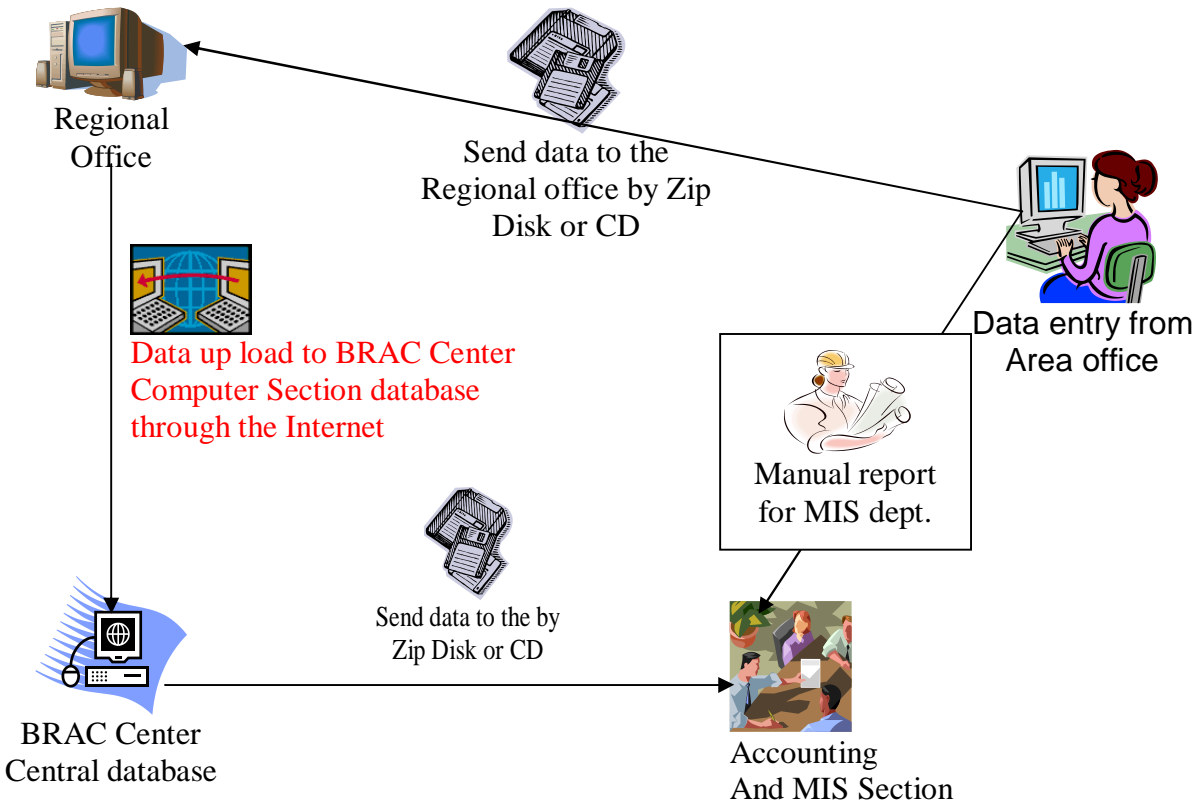 Regional
Office
Send data to the
Regional office by Zip
Disk or CD
Data entry from
Area office
Data up load to BRAC Center
Computer Section database
through the Internet
Manual report
for MIS dept.
Send data to the by
Zip Disk or CD
BRAC Center
Central database
Accounting
And MIS Section